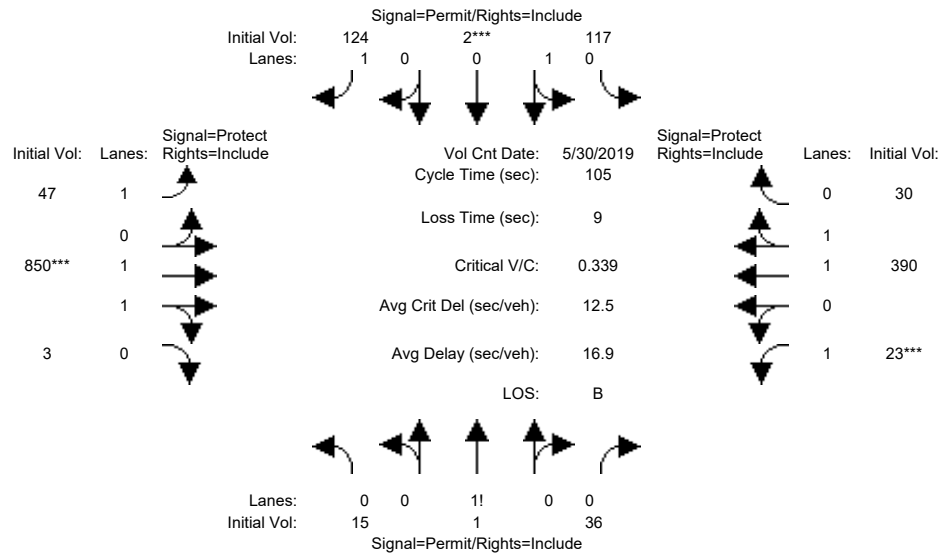 Signal=Permit/Rights=Include
Initial Vol: 124 2*** 117
Lanes: 1 0 0 1 0
Signal=Protect
Initial Vol: Lanes: Rights=Include
Vol Cnt Date: 5/30/2019
Signal=Protect
Rights=Include Lanes: Initial Vol:
Cycle Time (sec): 105
47 1
0 30
Loss Time (sec): 9
0
1
850*** 1
Critical V/C: 0.339
1 390
1
Avg Crit Del (sec/veh): 12.5
0
3 0
Avg Delay (sec/veh): 16.9
1 23***
LOS: B
Lanes: 0 0 1! 0 0
Initial Vol: 15 1 36
Signal=Permit/Rights=Include